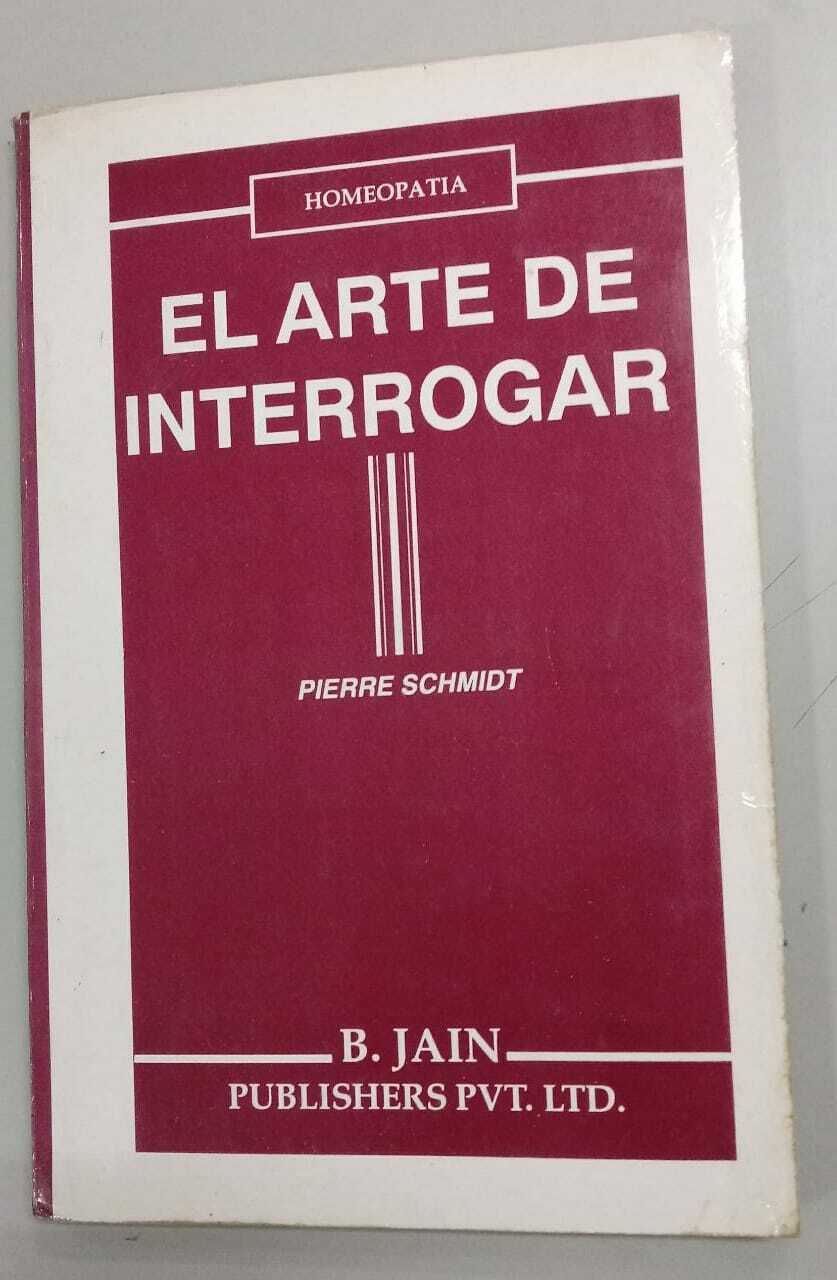 HOMEOPATIA
EL ARTE DE
INTERROGAR
PIERRE SCHMIDT
B. JAIN
PUBLISHERS PVT. LTD.